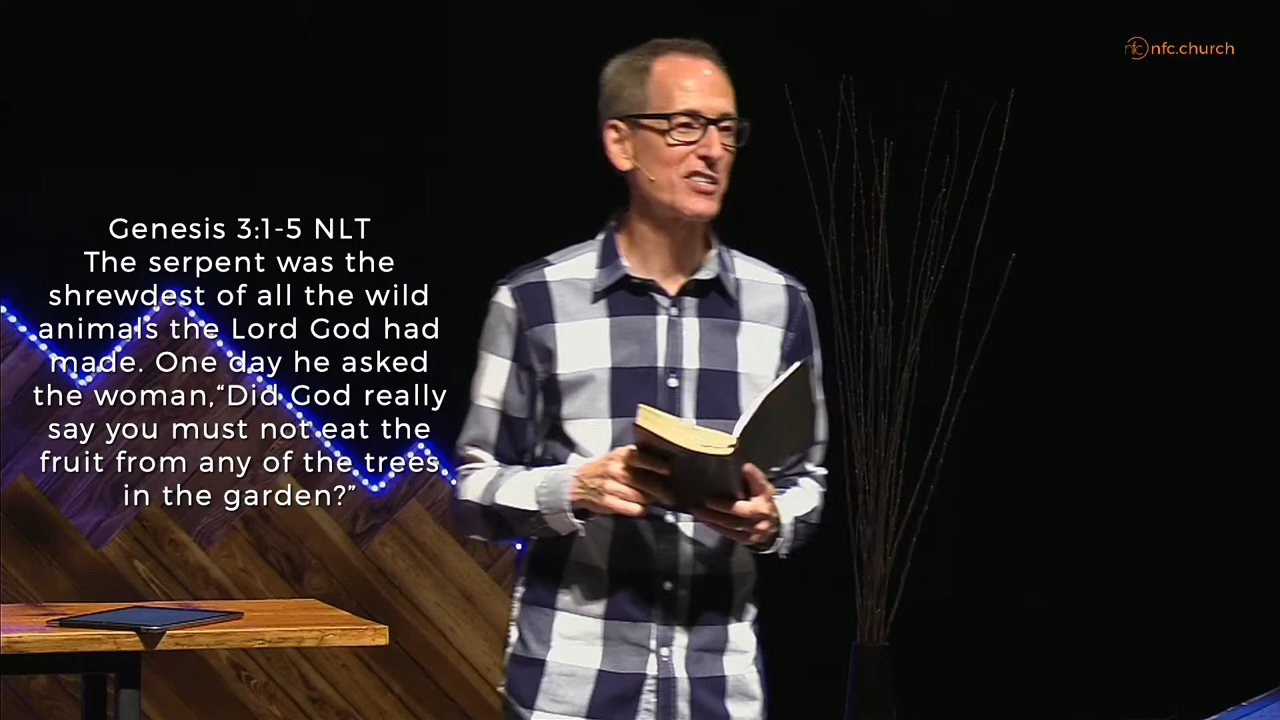 nfc nfc.church
Genesis 3:1-5 NLT
The serpent was the
shrewdest of all the wild
animals the Lord God had
made. One day he asked
the woman,“Did God really
say you must not eat the
fruit from any of the trees
in the garden?”